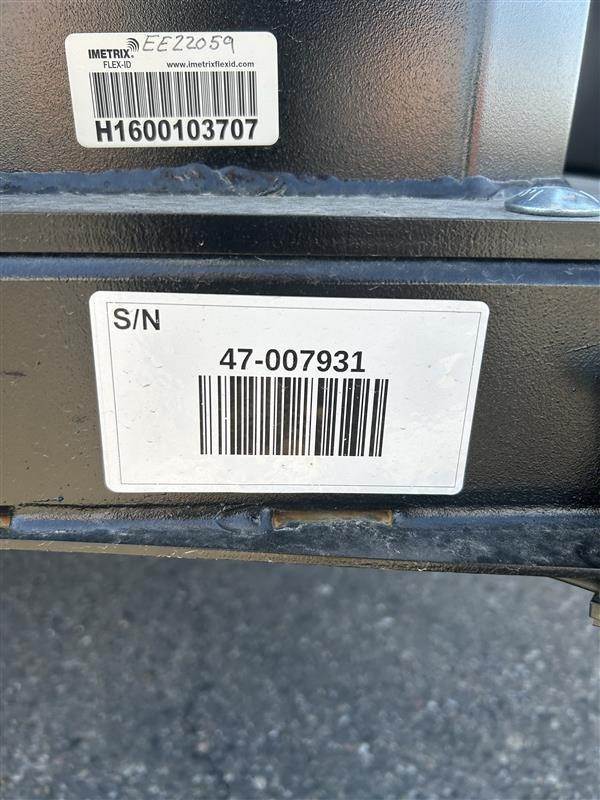 IMETRIX® EE22059
FLEX-ID www.imetrixflexid.com
H1600103707
S/N
47-007931